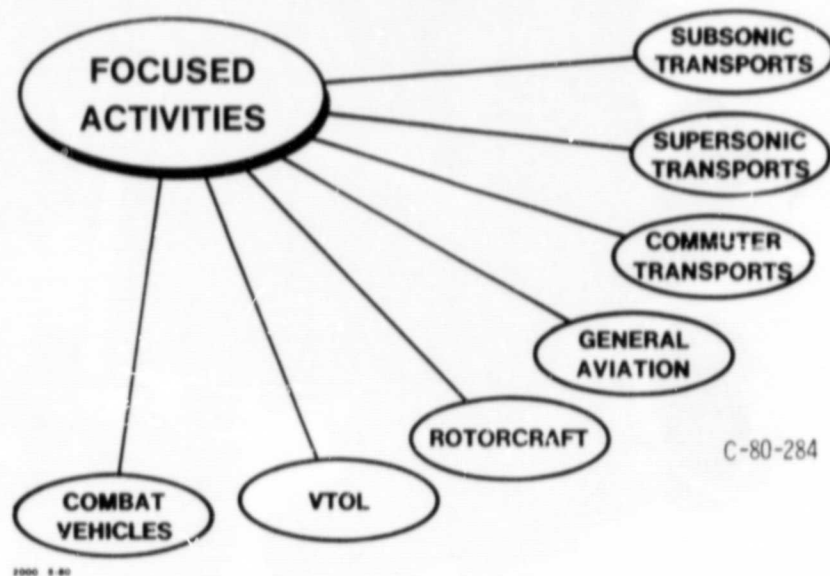 FOCUSED
ACTIVITIES
SUBSONIC
TRANSPORTS
SUPERSONIC
TRANSPORTS
COMMUTER
TRANSPORTS
GENERAL
AVIATION
ROTORCRAFT
C-80-284
VTOL
COMBAT
VEHICLES